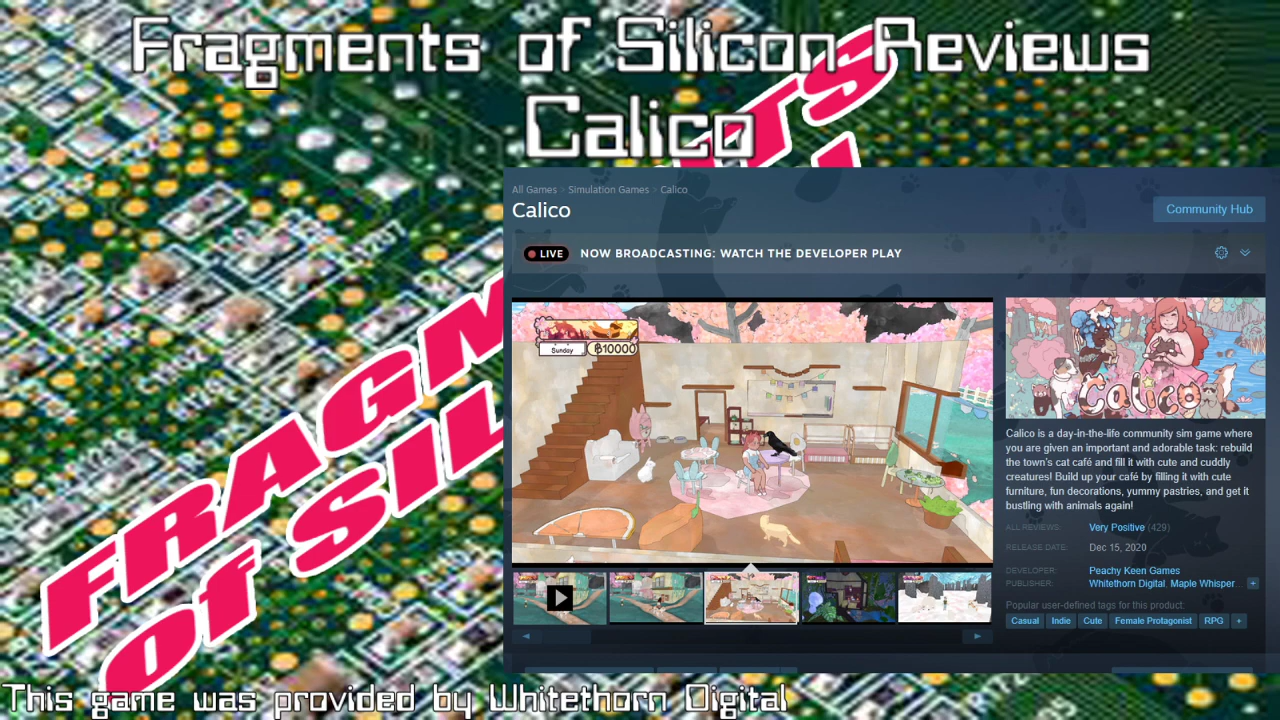 Fragments of Silicon Reviews
Calico
All Games > Simulation Games > Calico
Calico
Community Hub
LIVE NOW BROADCASTING: WATCH THE DEVELOPER PLAY
Sunday
฿10000
Calico
Calico is a day-in-the-life community sim game where
you are given an important and adorable task: rebuild
the town's cat café and fill it with cute and cuddly
creatures! Build up your café by filling it with cute
furniture, fun decorations, yummy pastries, and get it
bustling with animals again!
ALL REVIEWS: Very Positive (429)
RELEASE DATE: Dec 15, 2020
DEVELOPER: Peachy Keen Games
PUBLISHER: Whitethorn Digital, Maple Whisper... +
Popular user-defined tags for this product:
Casual Indie Cute Female Protagonist RPG +
FRAGM
OF SIL
TS
This game was provided by Whitethorn Digital